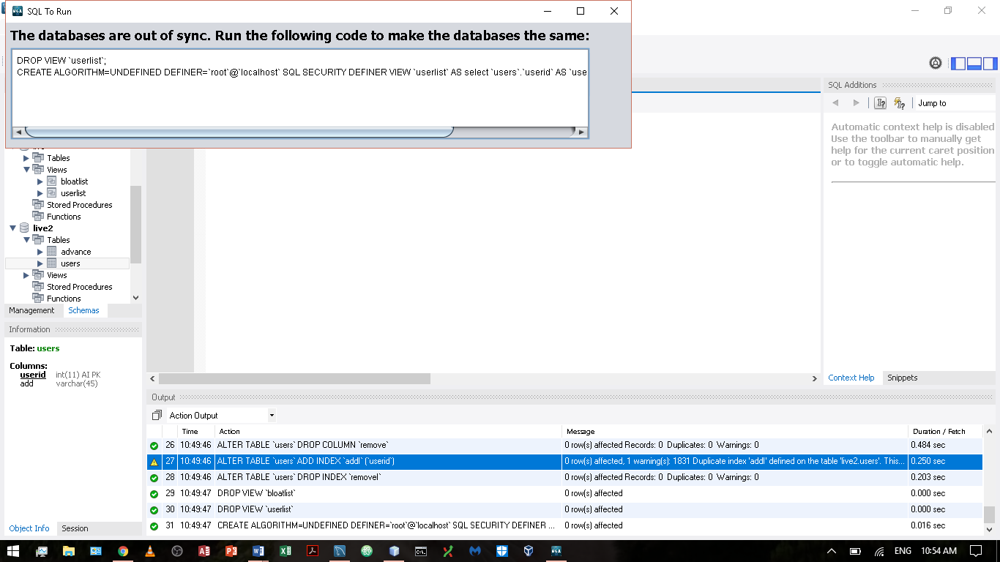 SQL To Run
The databases are out of sync. Run the following code to make the databases the same:
DROP VIEW `userlist`;
CREATE ALGORITHM=UNDEFINED DEFINER=`root`@`localhost` SQL SECURITY DEFINER VIEW `userlist` AS select `users`.`userid` AS `use
Tables
Views
bloatlist
userlist
Stored Procedures
Functions
live2
Tables
advance
users
Views
Stored Procedures
Functions
Management
Schemas
Information
Table: users
Columns:
userid int(11) AI PK
add varchar(45)
Object Info
Session
SQL Additions
Jump to
Automatic context help is disabled
Use the toolbar to manually get
help for the current caret position
or to toggle automatic help.
Context Help
Snippets
Output
Action Output
Time Action Message Duration / Fetch
26 10:49:46 ALTER TABLE `users` DROP COLUMN `remove` 0 row(s) affected Records: 0 Duplicates: 0 Warnings: 0 0.484 sec
27 10:49:46 ALTER TABLE `users` ADD INDEX `addI` (`userid`) 0 row(s) affected, 1 warning(s): 1831 Duplicate index 'addI' defined on the table 'live2.users'. This... 0.250 sec
28 10:49:46 ALTER TABLE `users` DROP INDEX `removeI` 0 row(s) affected Records: 0 Duplicates: 0 Warnings: 0 0.203 sec
29 10:49:47 DROP VIEW `bloatlist` 0 row(s) affected 0.000 sec
30 10:49:47 DROP VIEW `userlist` 0 row(s) affected 0.000 sec
31 10:49:47 CREATE ALGORITHM=UNDEFINED DEFINER=`root`@`localhost` SQL SECURITY DEFINER ... 0 row(s) affected 0.016 sec
ENG 10:54 AM